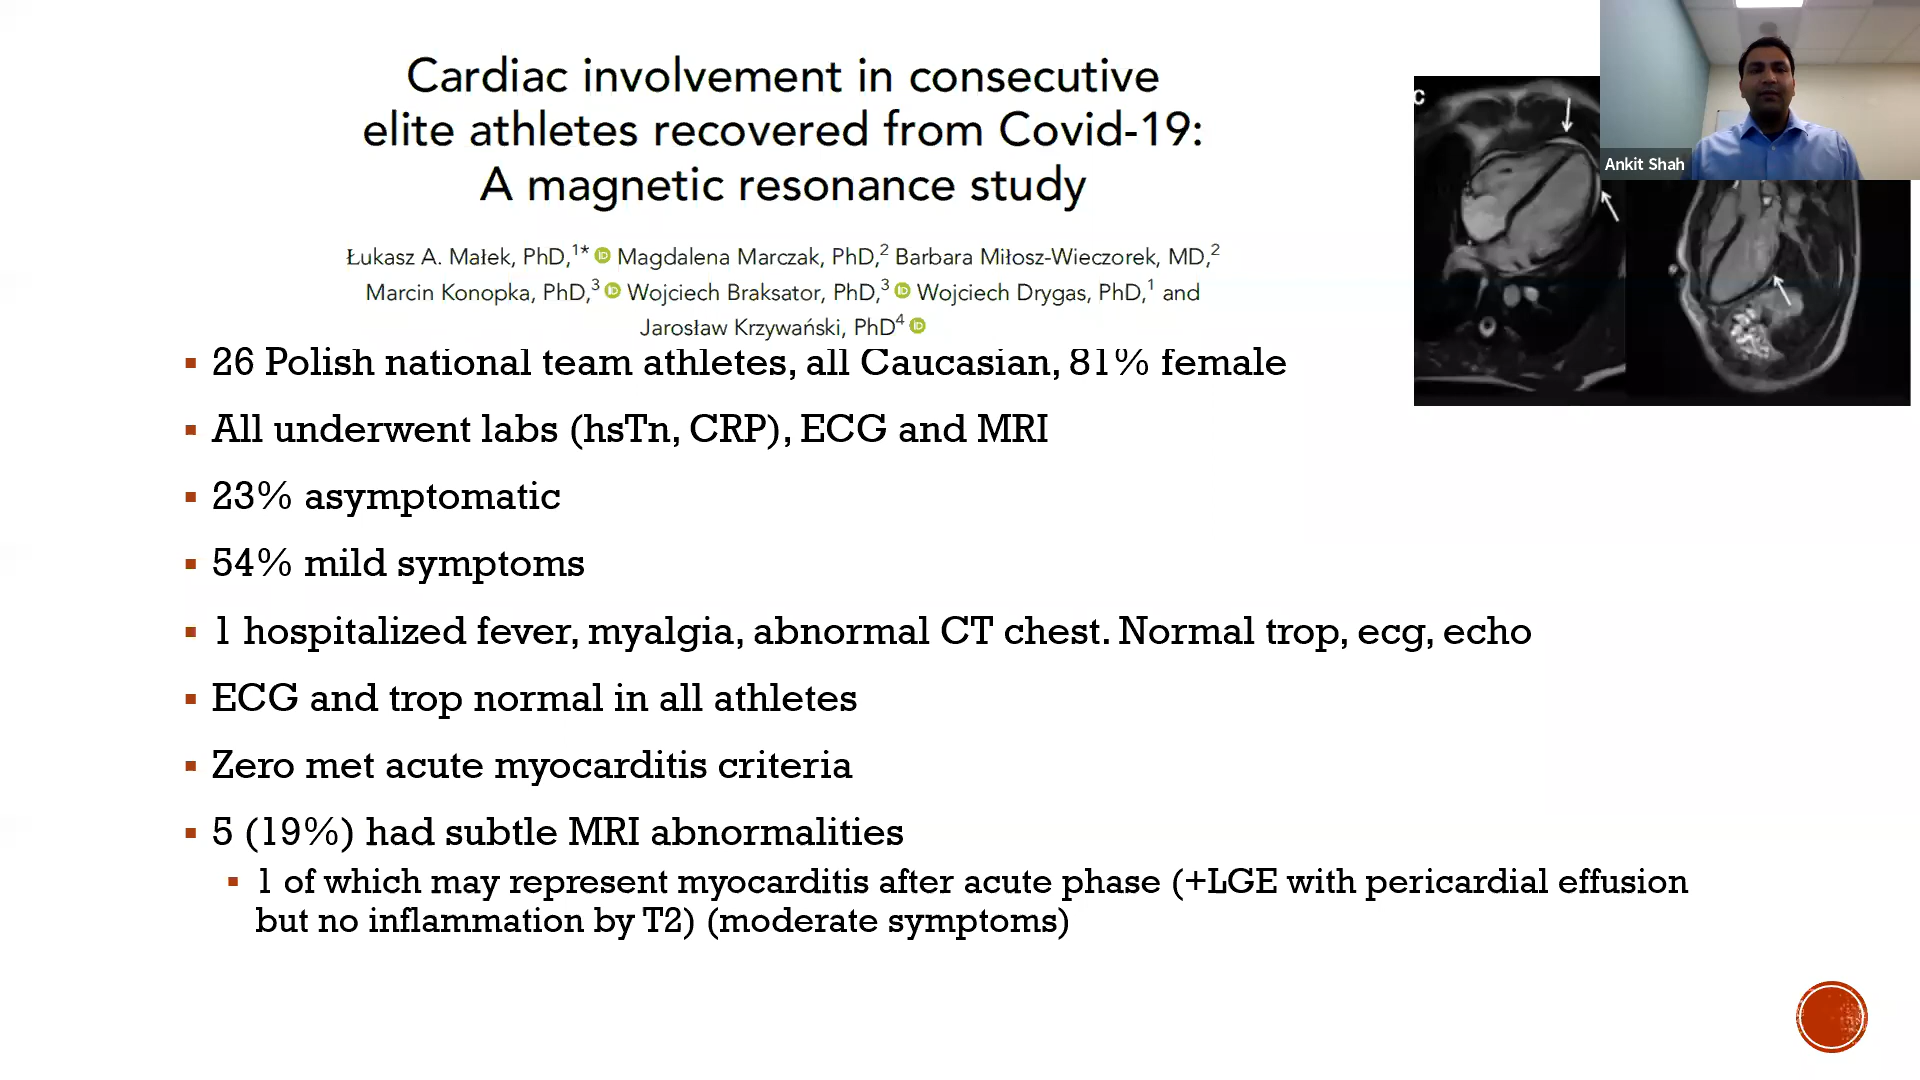 Cardiac involvement in consecutive
elite athletes recovered from Covid-19:
A magnetic resonance study
Łukasz A. Małek, PhD,1* iD Magdalena Marczak, PhD,2 Barbara Miłosz-Wieczorek, MD,2
Marcin Konopka, PhD,3 iD Wojciech Braksator, PhD,3 iD Wojciech Drygas, PhD,1 and
Jarosław Krzywański, PhD4 iD
C
Ankit Shah
▪ 26 Polish national team athletes, all Caucasian, 81% female
▪ All underwent labs (hsTn, CRP), ECG and MRI
▪ 23% asymptomatic
▪ 54% mild symptoms
▪ 1 hospitalized fever, myalgia, abnormal CT chest. Normal trop, ecg, echo
▪ ECG and trop normal in all athletes
▪ Zero met acute myocarditis criteria
▪ 5 (19%) had subtle MRI abnormalities
▪ 1 of which may represent myocarditis after acute phase (+LGE with pericardial effusion
but no inflammation by T2) (moderate symptoms)